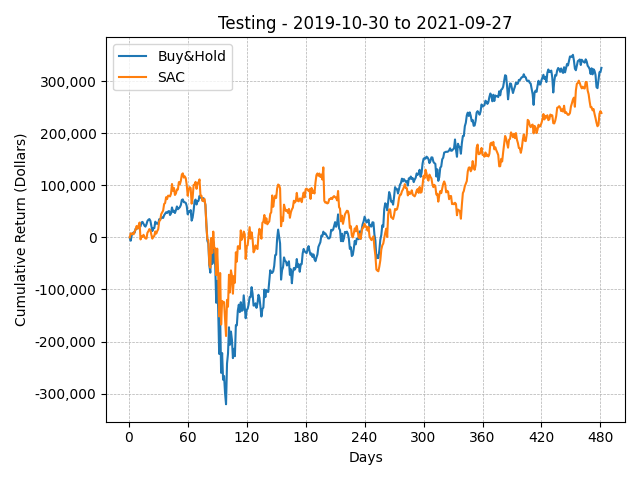 Testing - 2019-10-30 to 2021-09-27
Buy&Hold
SAC
Cumulative Return (Dollars)
300,000
200,000
100,000
0
-100,000
-200,000
-300,000
0 60 120 180 240 300 360 420 480
Days